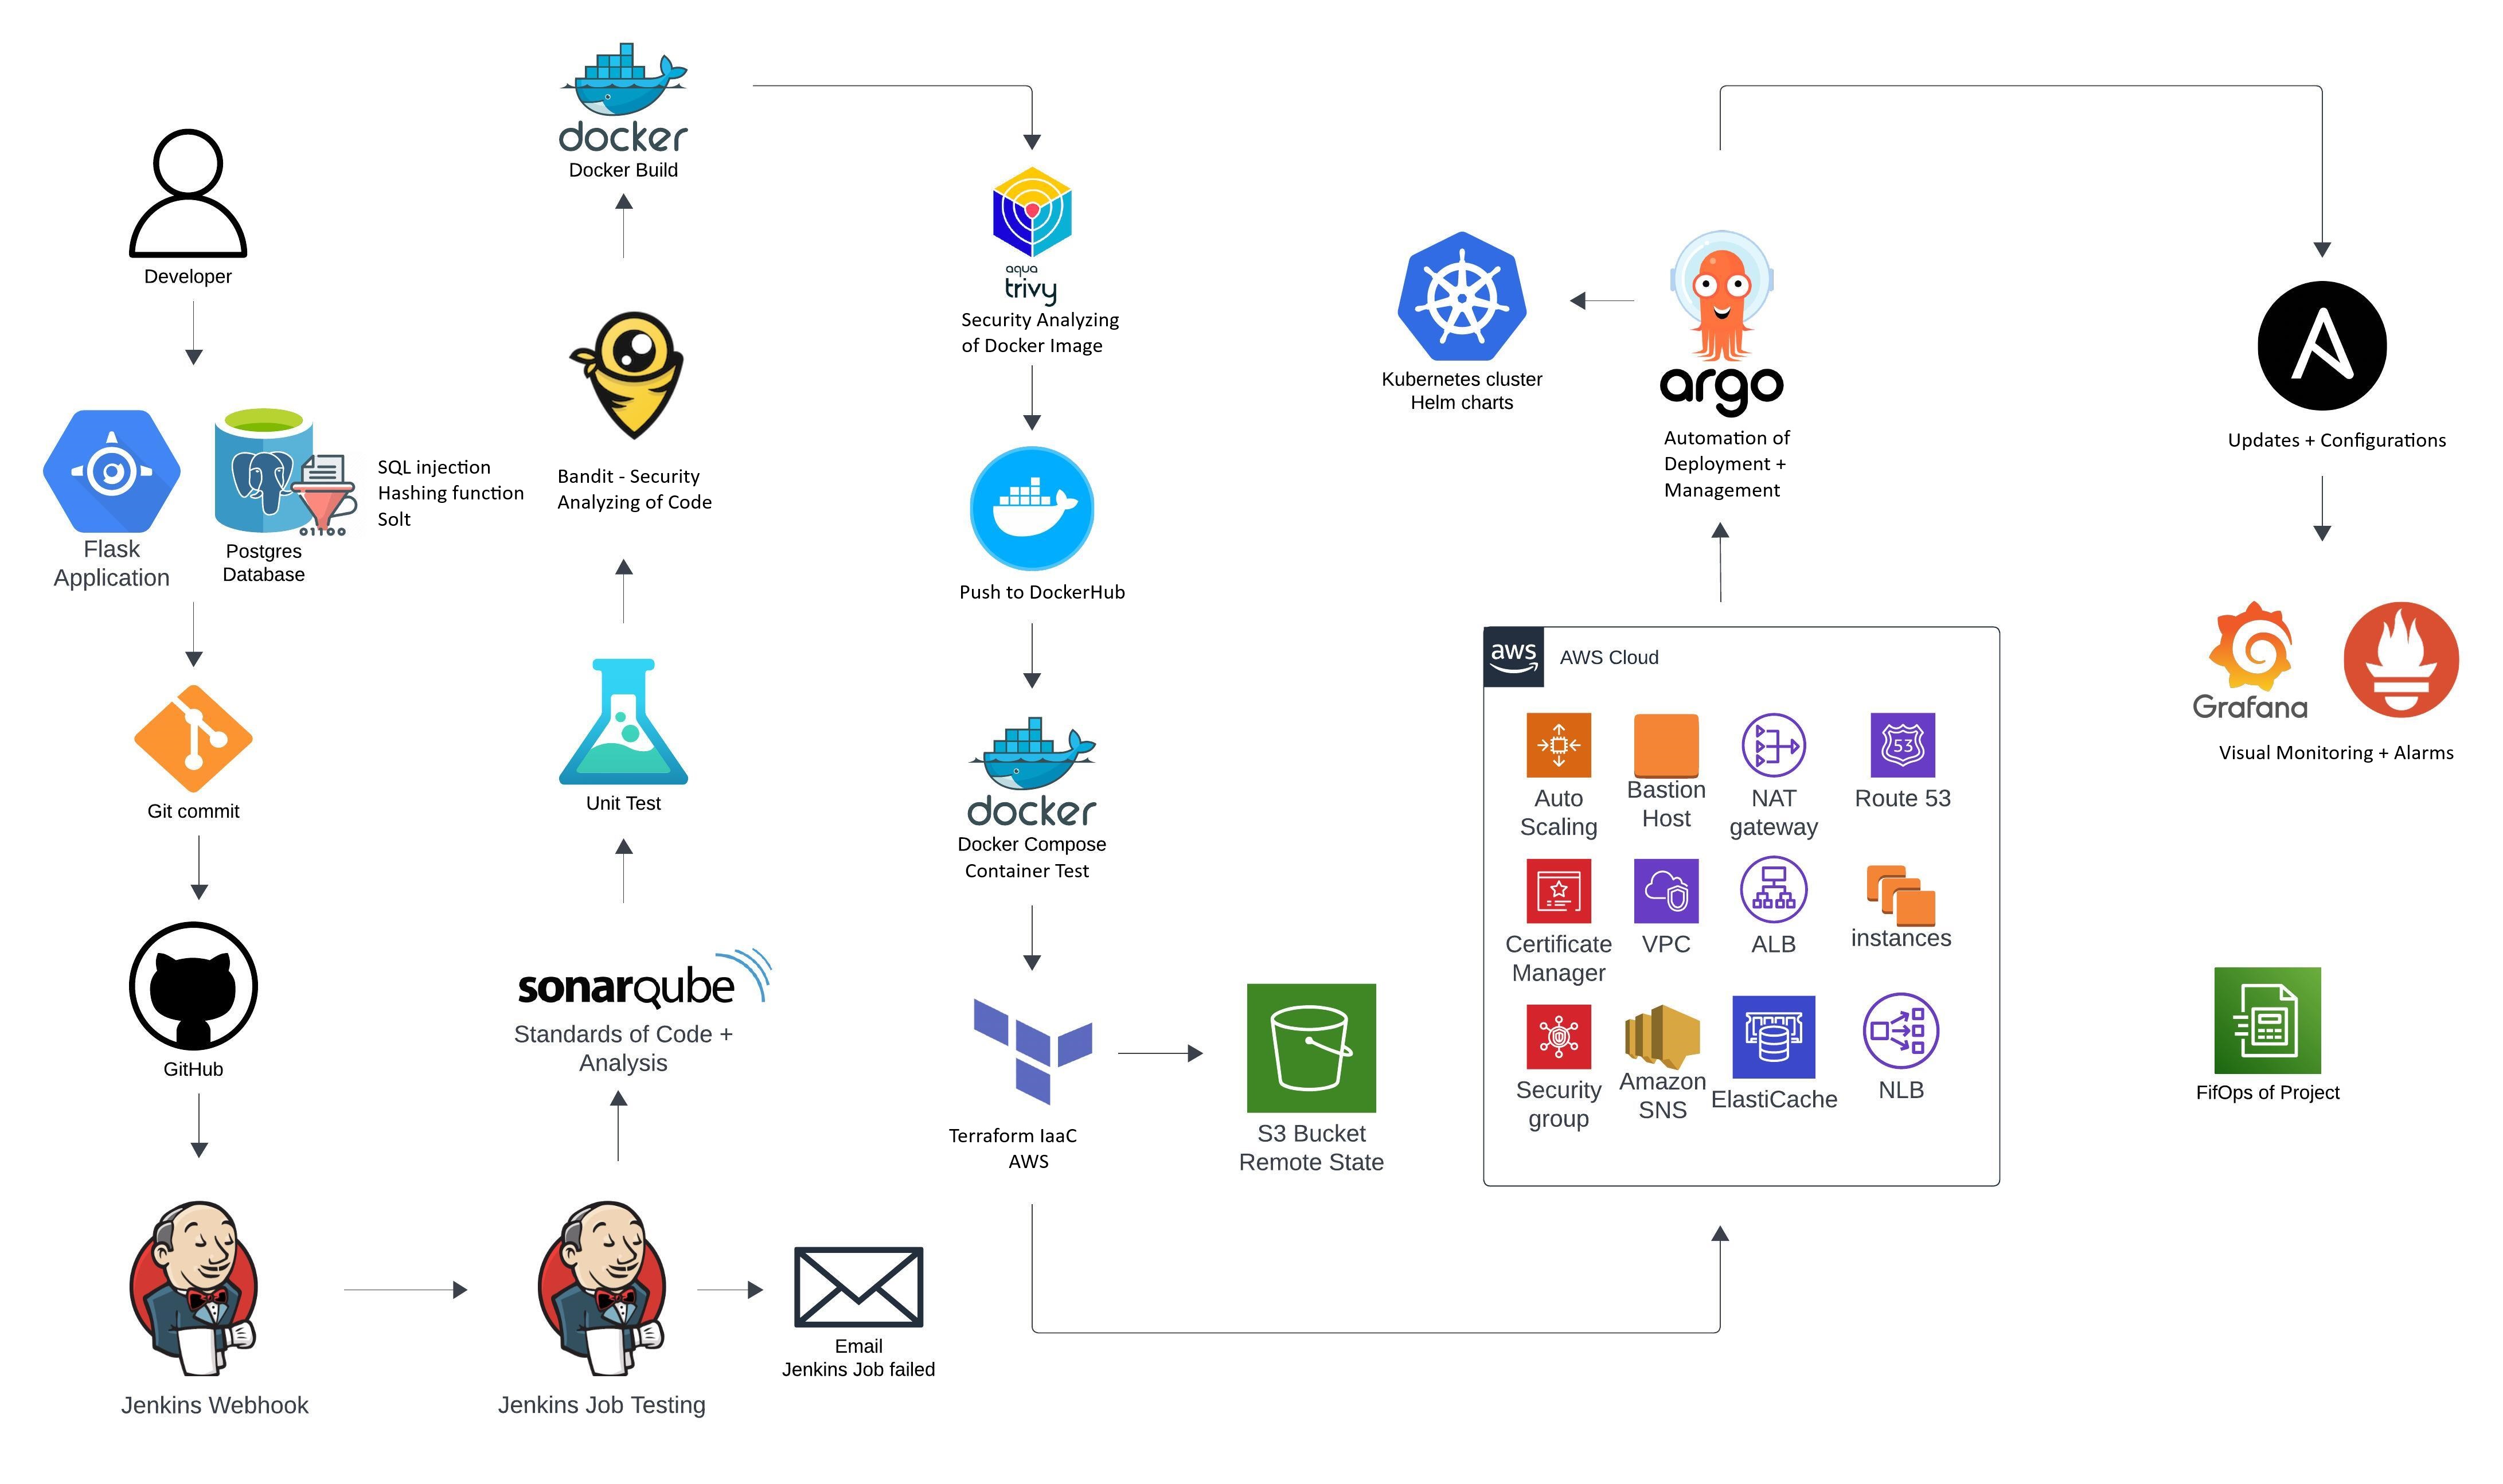 Developer
Flask
Application
Postgres
Database
01100
SQL injection
Hashing function
Solt
Git commit
GitHub
Jenkins Webhook
Jenkins Job Testing
Email
Jenkins Job failed
sonarqube
Standards of Code +
Analysis
Unit Test
Bandit - Security
Analyzing of Code
docker
Docker Build
aqua
trivy
Security Analyzing
of Docker Image
Push to DockerHub
docker
Docker Compose
Container Test
Terraform IaaC
AWS
S3 Bucket
Remote State
aws
AWS Cloud
Auto
Scaling
Bastion
Host
NAT
gateway
53
Route 53
Certificate
Manager
VPC
ALB
instances
Security
group
Amazon
SNS
ElastiCache
NLB
argo
Automation of
Deployment +
Management
Kubernetes cluster
Helm charts
Updates + Configurations
Grafana
Visual Monitoring + Alarms
FifOps of Project